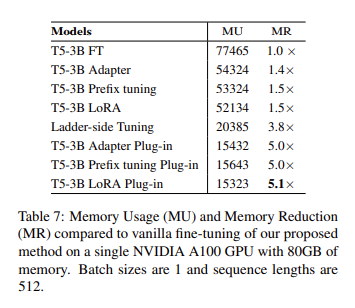 Models MU MR
T5-3B FT 77465 1.0 ×
T5-3B Adapter 54324 1.4×
T5-3B Prefix tuning 53324 1.5×
T5-3B LoRA 52134 1.5×
Ladder-side Tuning 20385 3.8×
T5-3B Adapter Plug-in 15432 5.0×
T5-3B Prefix tuning Plug-in 15643 5.0×
T5-3B LoRA Plug-in 15323 5.1×
Table 7: Memory Usage (MU) and Memory Reduction
(MR) compared to vanilla fine-tuning of our proposed
method on a single NVIDIA A100 GPU with 80GB of
memory. Batch sizes are 1 and sequence lengths are
512.